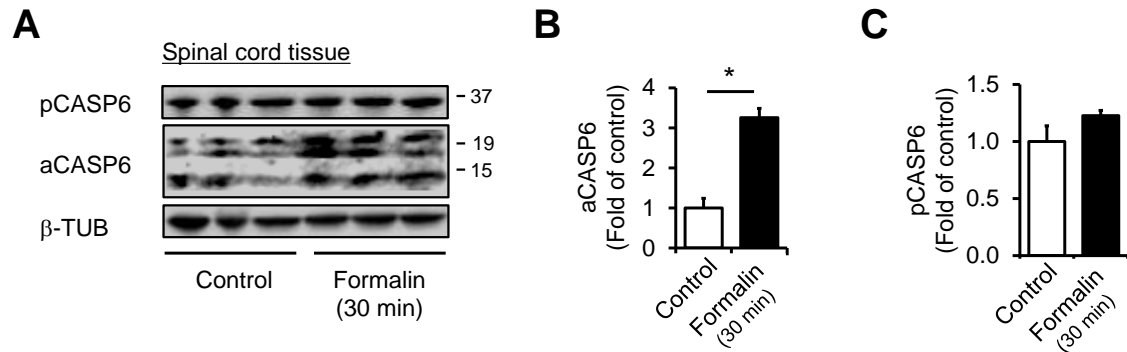 A
Spinal cord tissue
pCASP6
- 37
aCASP6
- 19
- 15
β-TUB
Control
Formalin
(30 min)
B
*
aCASP6
(Fold of control)
4
3
2
1
0
Control
Formalin
(30 min)
C
pCASP6
(Fold of control)
1.5
1.0
0.5
0.0
Control
Formalin
(30 min)